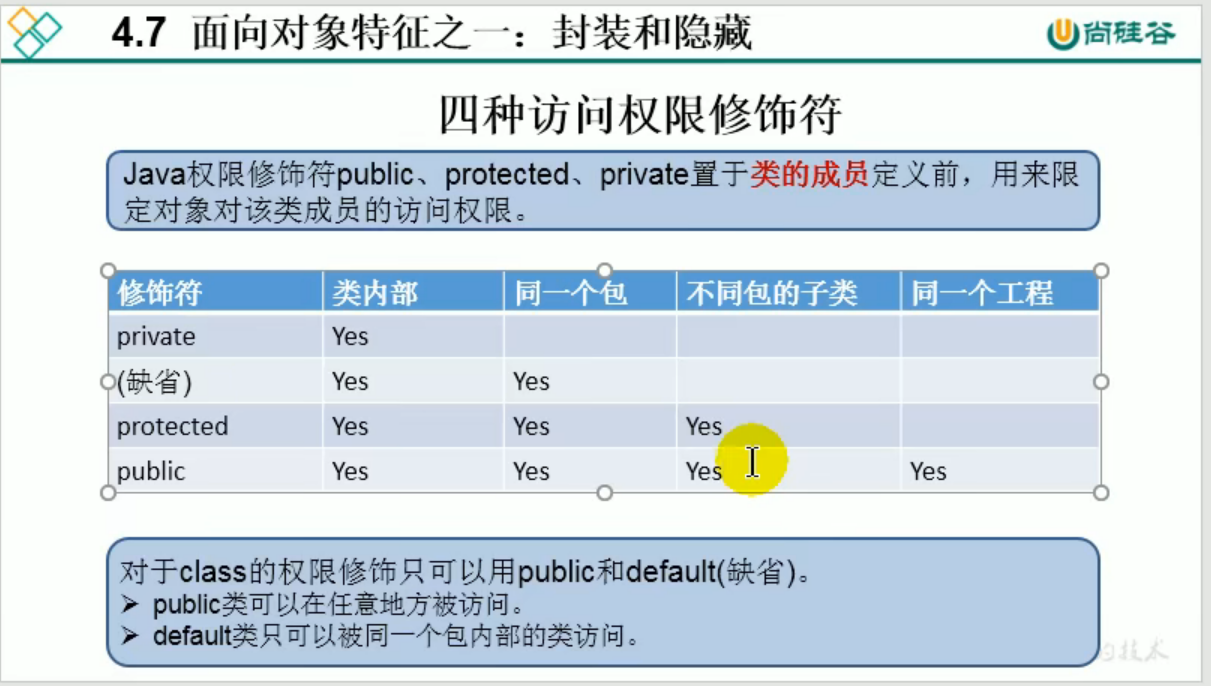 4.7 面向对象特征之一：封装和隐藏
尚硅谷
四种访问权限修饰符
Java权限修饰符public、protected、private置于类的成员定义前，用来限
定对象对该类成员的访问权限。
修饰符 类内部 同一个包 不同包的子类 同一个工程
private Yes
(缺省) Yes Yes
protected Yes Yes Yes
public Yes Yes Yes Yes
对于class的权限修饰只可以用public和default(缺省)。
➤ public类可以在任意地方被访问。
➤ default类只可以被同一个包内部的类访问。
技术